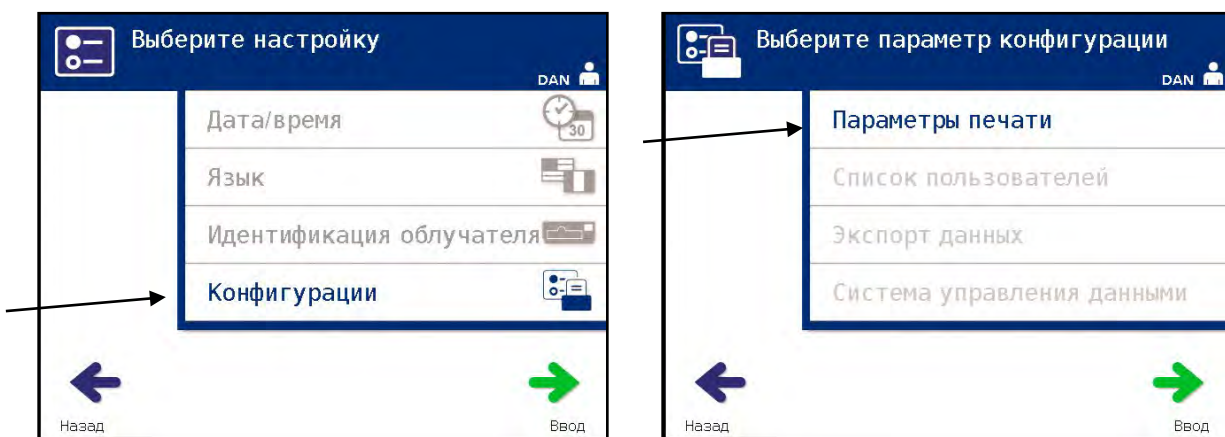 Выберите настройку
DAN
Дата/время
30
Язык
Идентификация облучателя
Конфигурации
Назад
Ввод
Выберите параметр конфигурации
DAN
Параметры печати
Список пользователей
Экспорт данных
Система управления данными
Назад
Ввод